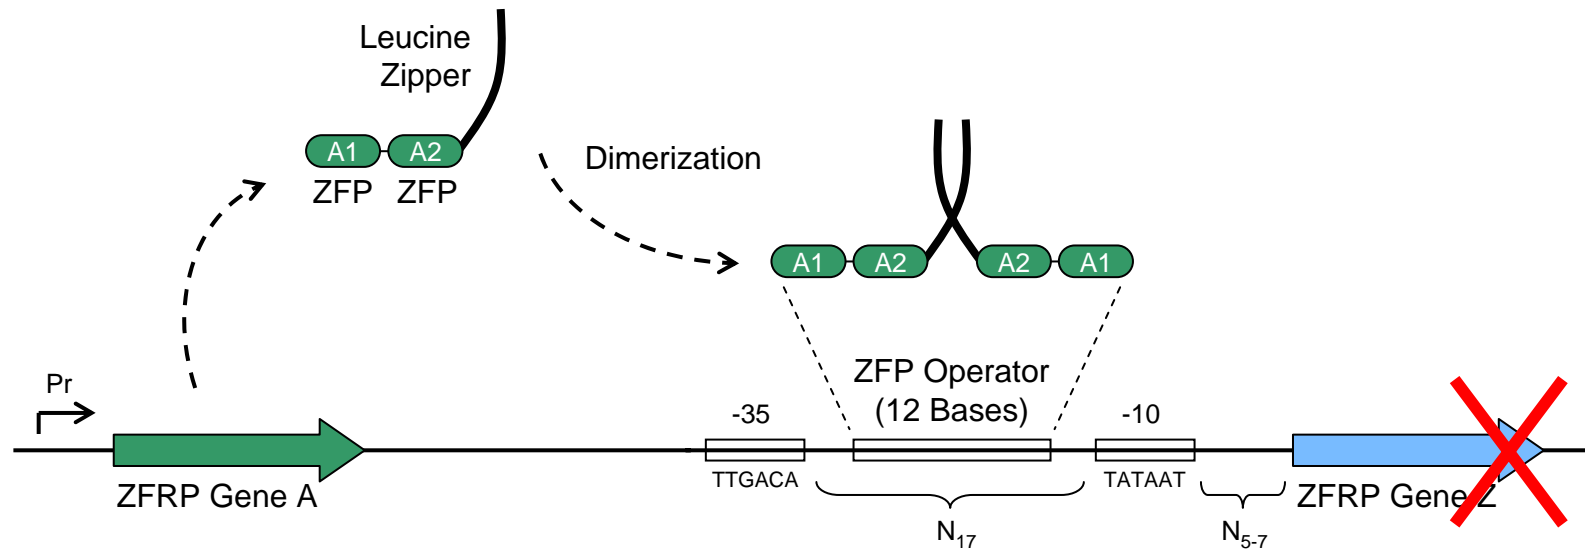 Leucine
Zipper
A1 A2
ZFP ZFP
Dimerization
A1 A2 A2 A1
Pr
ZFP Operator
(12 Bases)
-35
-10
TTGACA
TATAAT
ZFRP Gene A
ZFRP Gene Z
N17
N5-7